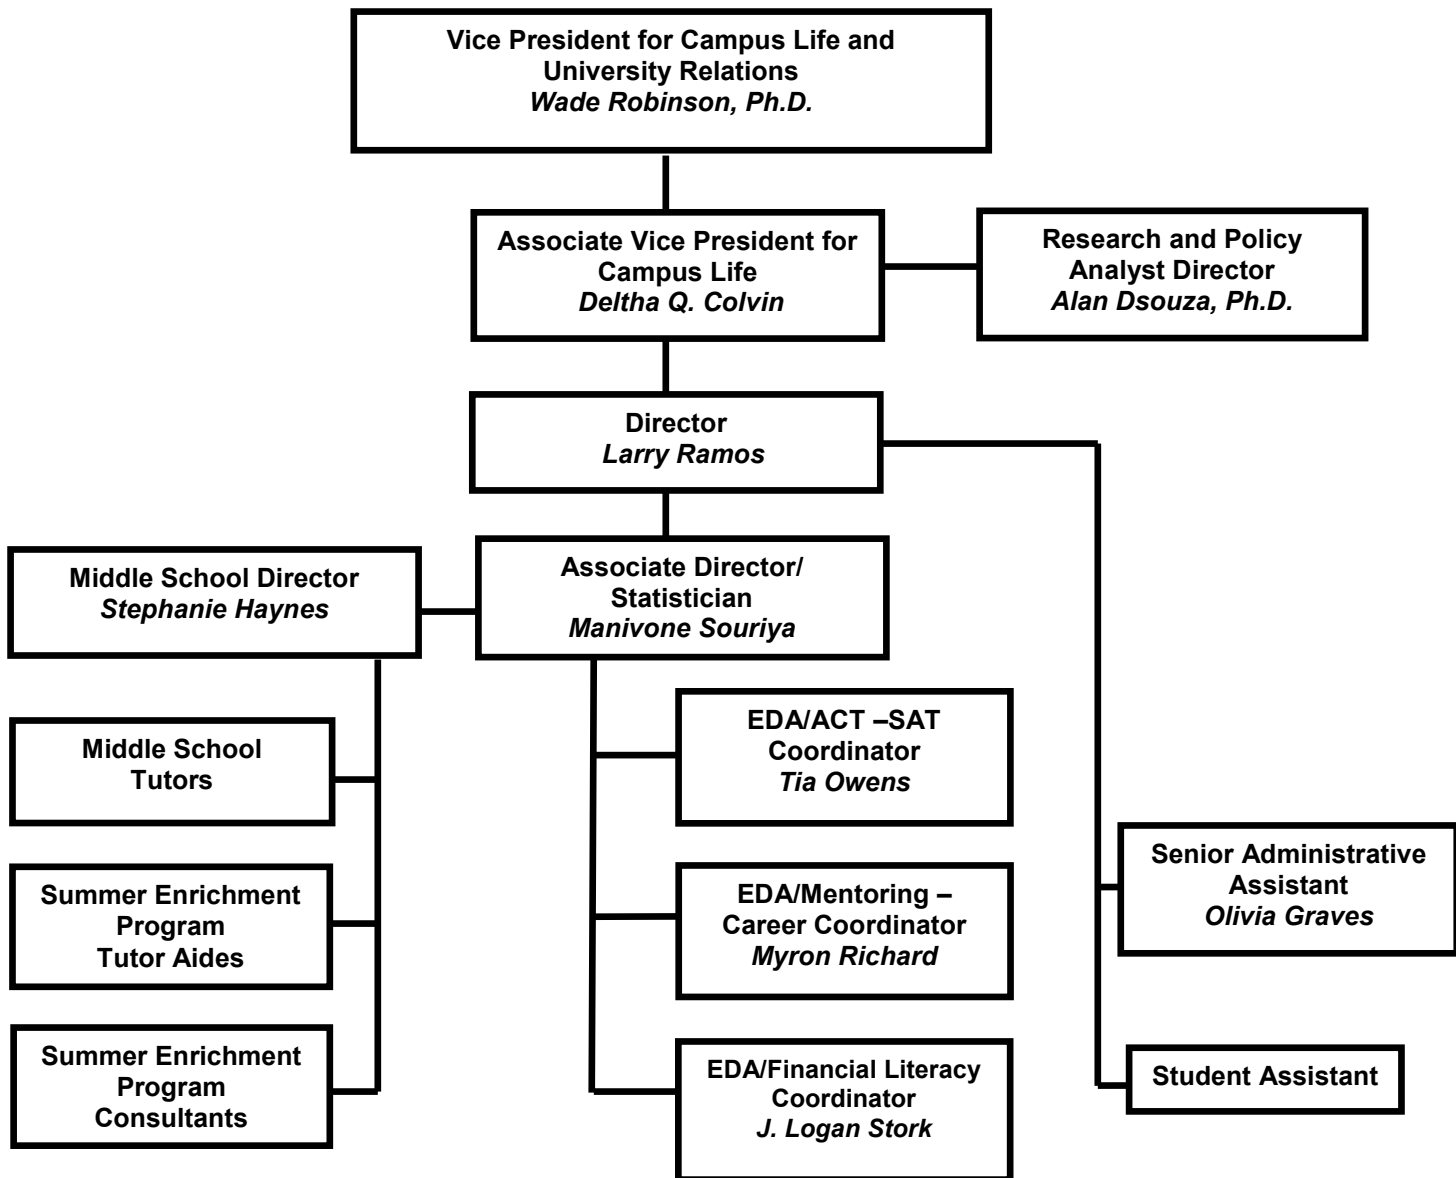 Vice President for Campus Life and
University Relations
Wade Robinson, Ph.D.
Associate Vice President for
Campus Life
Deltha Q. Colvin
Research and Policy
Analyst Director
Alan Dsouza, Ph.D.
Director
Larry Ramos
Middle School Director
Stephanie Haynes
Associate Director/
Statistician
Manivone Souriya
Middle School
Tutors
Summer Enrichment
Program
Tutor Aides
Summer Enrichment
Program
Consultants
EDA/ACT –SAT
Coordinator
Tia Owens
EDA/Mentoring –
Career Coordinator
Myron Richard
EDA/Financial Literacy
Coordinator
J. Logan Stork
Senior Administrative
Assistant
Olivia Graves
Student Assistant